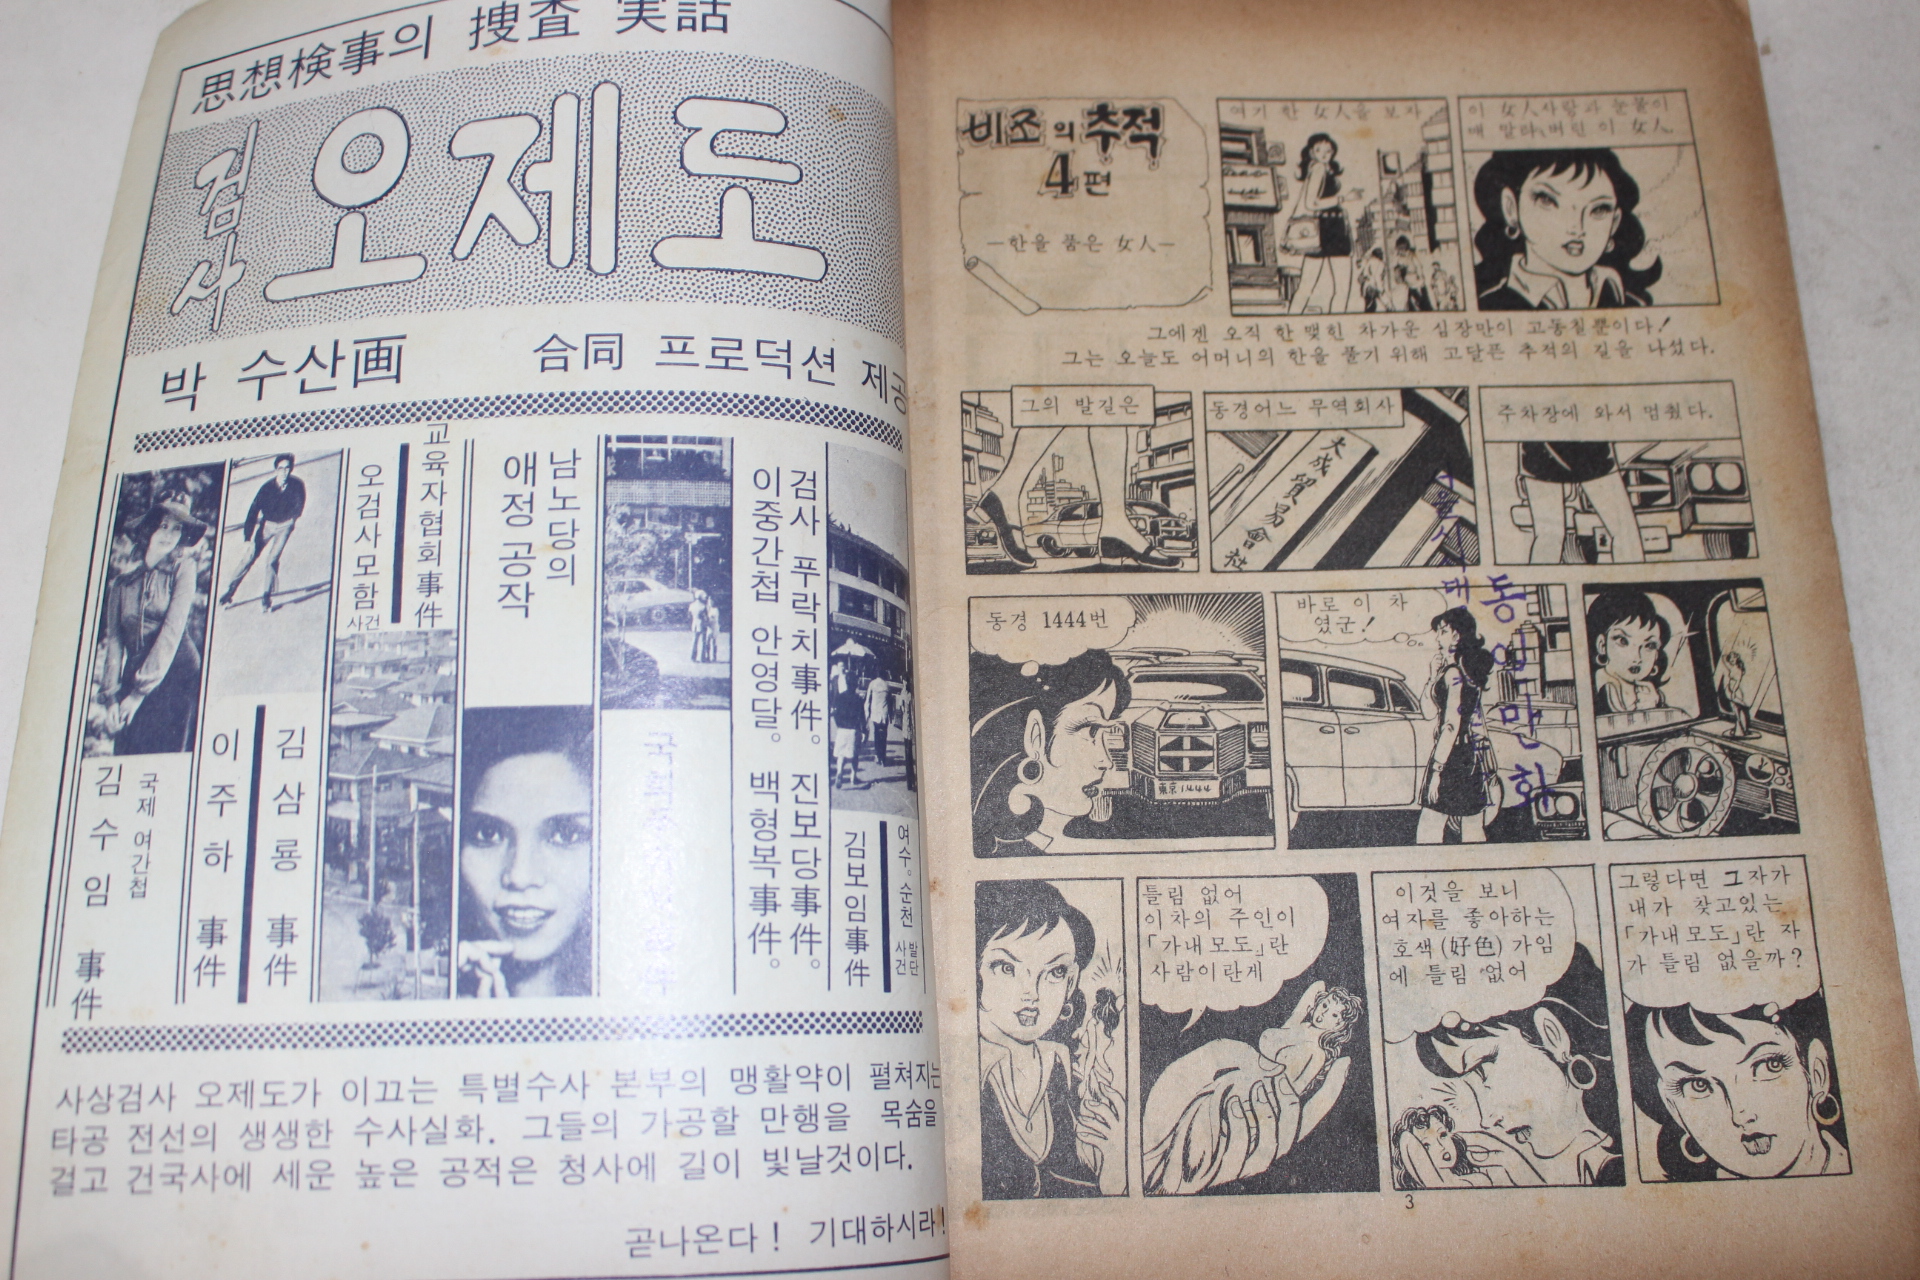 思想検事의 捜査 実話
검사
오제도
박 수산画
合同 프로덕션 제공
국제 여간첩
김수임 事件
이주하 事件
김삼룡 事件
오검사모함
사건
교육자협회 事件
남노당의
애정공작
검사 푸락치事件。 진보당事件。
이중간첩 안영달。 백형복事件。
여수。순천
발단
사건
김보임事件
사상검사 오제도가 이끄는 특별수사 본부의 맹활약이 펼쳐지는
타공 전선의 생생한 수사실화. 그들의 가공할 만행을 목숨을
걸고 건국사에 세운 높은 공적은 청사에 길이 빛날것이다.
곧나온다! 기대하시라!
비조의 추적
4편
—한을 품은 女人—
여기 한 女人을 보자
이 女人사랑과 눈물이
메말라버린 이 女人.
그에겐 오직 한 맺힌 차가운 심장만이 고동칠뿐이다!
그는 오늘도 어머니의 한을 풀기 위해 고달픈 추적의 길을 나섰다.
그의 발길은
동경어느 무역회사
大成貿易會社
주차장에 와서 멈췄다.
동경 1444번
東京1444
바로 이 차
였군!
동일만화
틀림 없어
이차의 주인이
「가내모도」란
사람이란게
이것을 보니
여자를 좋아하는
호색(好色)가임
에 틀림 없어
그렇다면 그자가
내가 찾고있는
「가내모도」란 자
가 틀림 없을까?
3